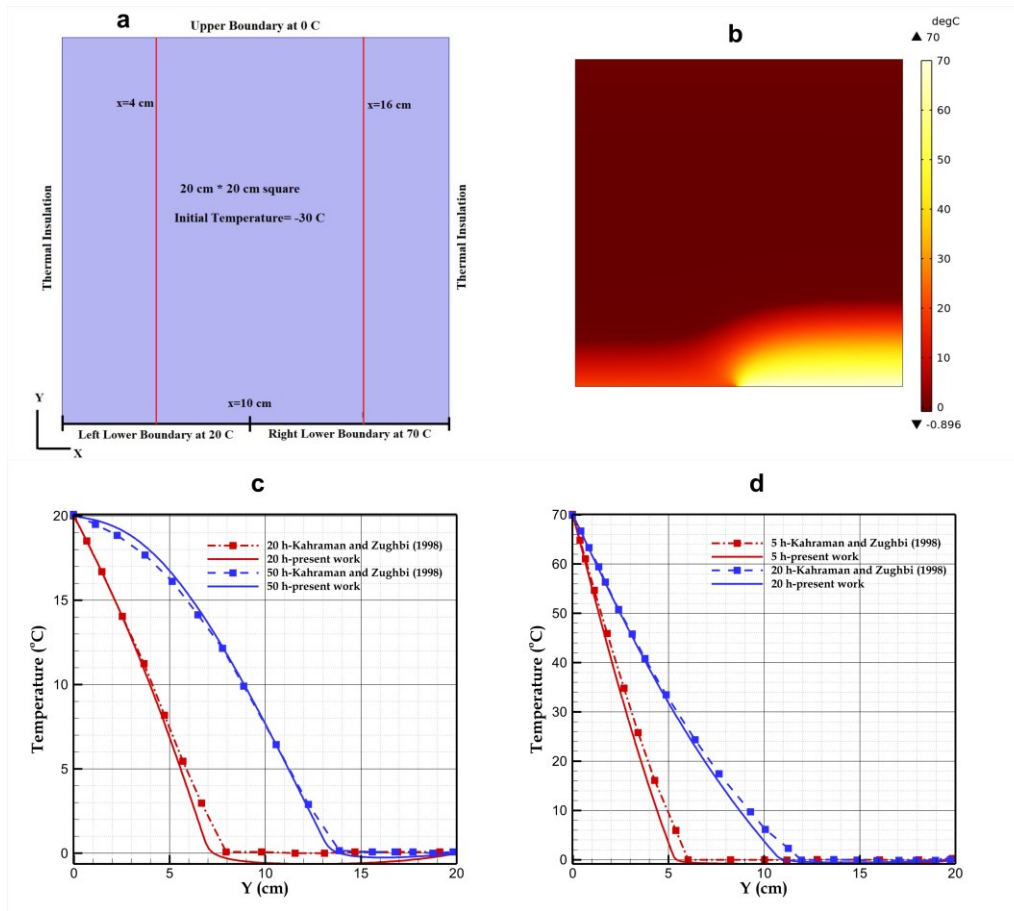 a
Upper Boundary at 0 C
x=4 cm
x=16 cm
20 cm * 20 cm square
Initial Temperature= -30 C
Thermal Insulation
Thermal Insulation
Y
X
x=10 cm
Left Lower Boundary at 20 C
Right Lower Boundary at 70 C
b
degC
▲ 70
70
60
50
40
30
20
10
0
▼ -0.896
c
20 h-Kahraman and Zughbi (1998)
20 h-present work
50 h-Kahraman and Zughbi (1998)
50 h-present work
Temperature (°C)
20
15
10
5
0
0
5
10
15
20
Y (cm)
d
5 h-Kahraman and Zughbi (1998)
5 h-present work
20 h-Kahraman and Zughbi (1998)
20 h-present work
Temperature (°C)
70
60
50
40
30
20
10
0
0
5
10
15
20
Y (cm)